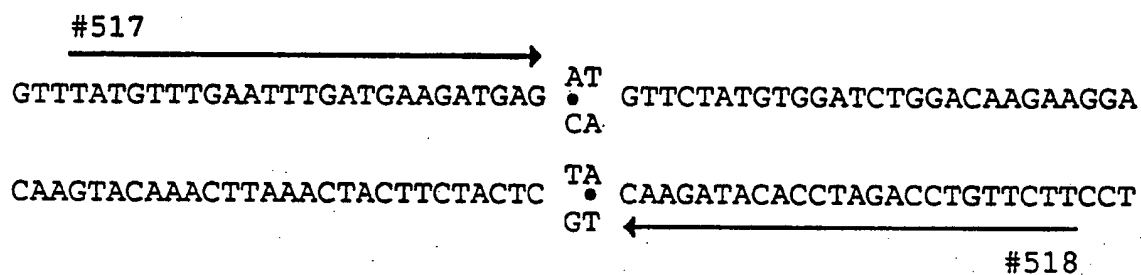 #517
AT
GTTTATGTTTGAATTTGATGAAGATGAG • GTTCTATGTGGATCTGGACAAGAAGGA
CA
TA
CAAGTACAAACTTAAACTACTTCTACTC • CAAGATACACCTAGACCTGTTCTTCCT
GT
#518